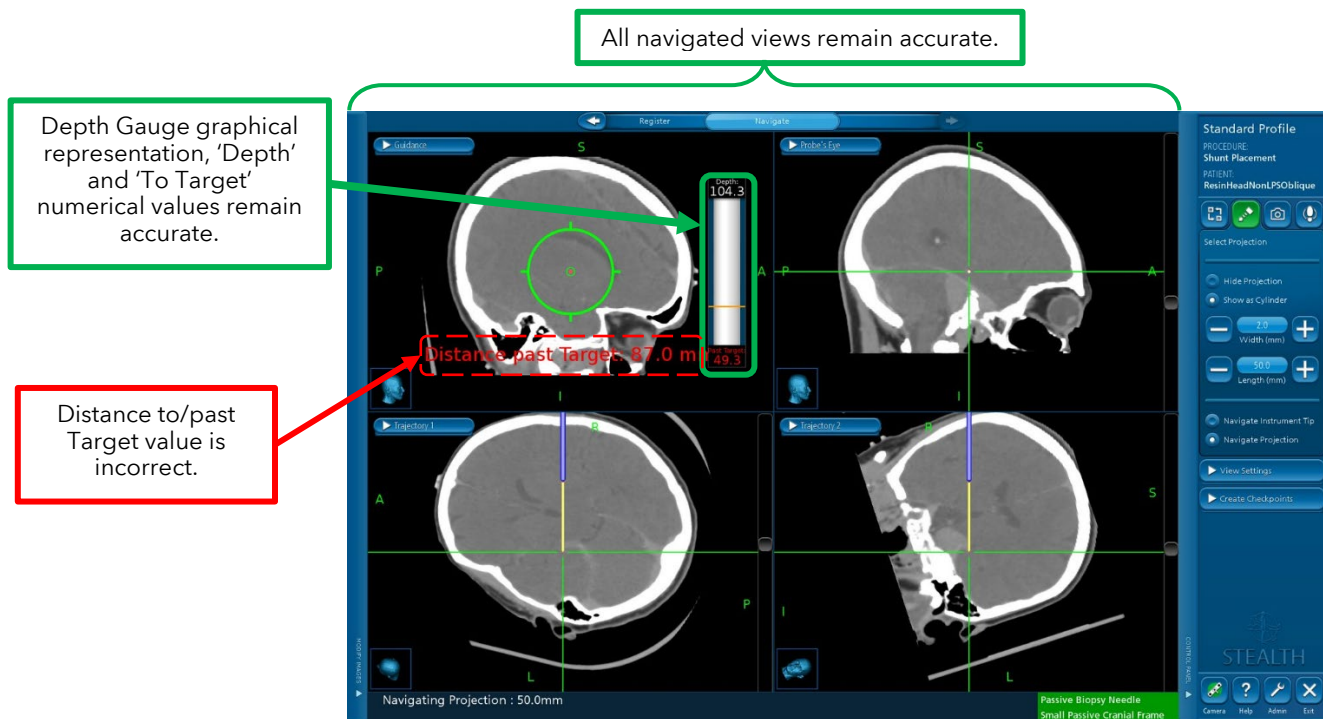 All navigated views remain accurate.
Depth Gauge graphical
representation, ‘Depth’
and ‘To Target’
numerical values remain
accurate.
Distance to/past
Target value is
incorrect.
Register
Navigate
Guidance
S
P
A
I
Depth:
104.3
Past Target:
49.3
Distance past Target: 87.0 m
Probe's Eye
S
P
A
I
Trajectory 1
R
A
P
L
Trajectory 2
R
S
I
L
MODIFY IMAGES
CONTROL PANEL
Navigating Projection : 50.0mm
Passive Biopsy Needle
Small Passive Cranial Frame
Standard Profile
PROCEDURE:
Shunt Placement
PATIENT:
ResinHeadNonLPSOblique
Select Projection
Hide Projection
Show as Cylinder
2.0
Width (mm)
50.0
Length (mm)
Navigate Instrument Tip
Navigate Projection
View Settings
Create Checkpoints
STEALTH
Camera Help Admin Exit